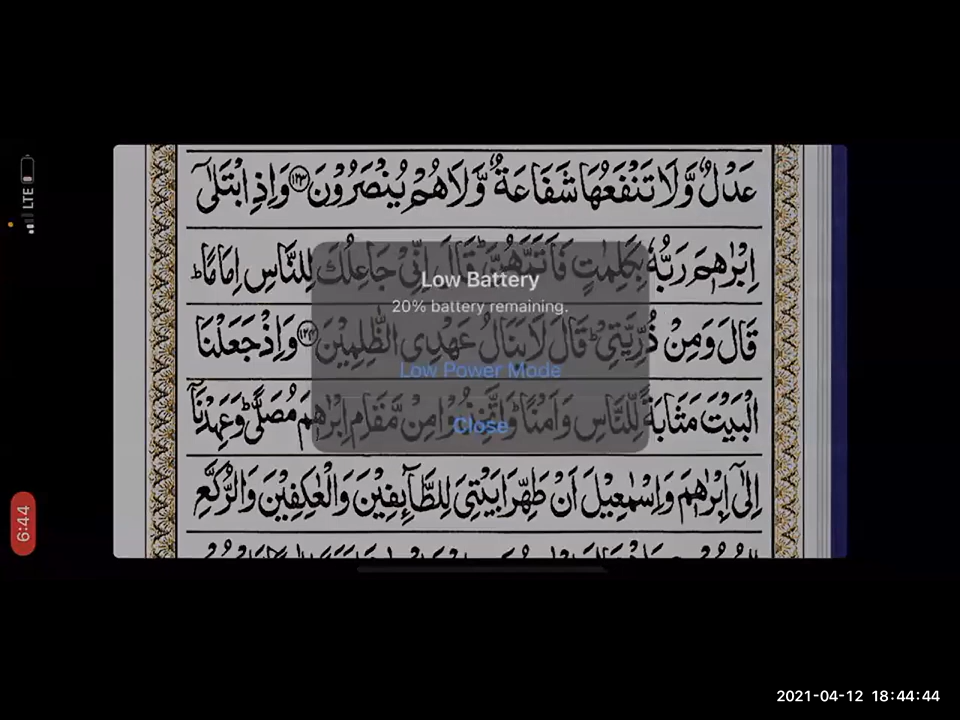 عَدْلٌ وَّلَا تَنْفَعُهَا شَفَاعَةٌ وَّلَا هُمْ يُنْصَرُوْنَ ﴿۱۲۳﴾ وَاِذِ ابْتَلٰٓى
اِبْرٰهٖمَ رَبُّهٗ بِكَلِمٰتٍ فَاَتَمَّهُنَّ ؕ قَالَ اِنِّىْ جَاعِلُكَ لِلنَّاسِ اِمَامًا ؕ
Low Battery
20% battery remaining.
قَالَ وَمِنْ ذُرِّيَّتِىْ ؕ قَالَ لَا يَنَالُ عَهْدِى الظّٰلِمِيْنَ ﴿۱۲۴﴾ وَاِذْ جَعَلْنَا
Low Power Mode
الْبَيْتَ مَثَابَةً لِّلنَّاسِ وَاَمْنًا ؕ وَاتَّخِذُوْا مِنْ مَّقَامِ اِبْرٰهٖمَ مُصَلًّى ؕ وَعَهِدْنَآ
Close
اِلٰٓى اِبْرٰهٖمَ وَاِسْمٰعِيْلَ اَنْ طَهِّرَا بَيْتِىَ لِلطَّآئِفِيْنَ وَالْعٰكِفِيْنَ وَالرُّكَّعِ
LTE
6:44
2021-04-12 18:44:44